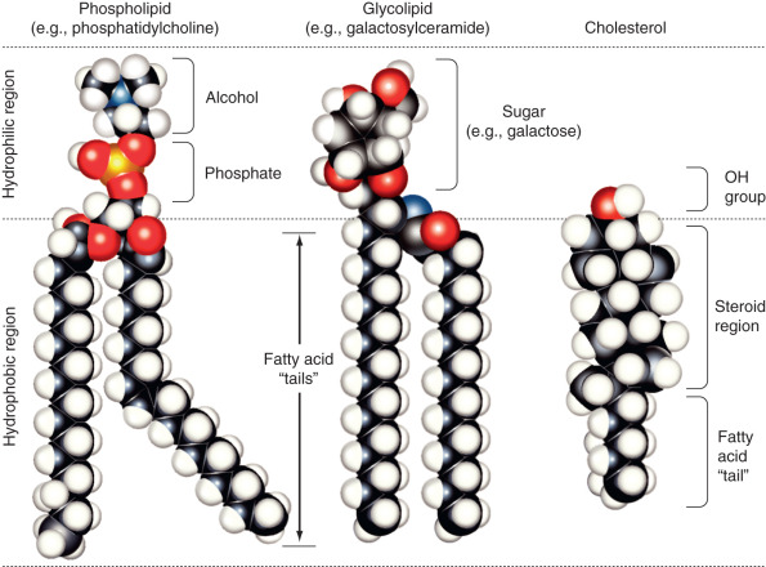 Phospholipid
(e.g., phosphatidylcholine)
Glycolipid
(e.g., galactosylceramide)
Cholesterol
Hydrophilic region
Alcohol
Phosphate
Sugar
(e.g., galactose)
OH
group
Hydrophobic region
Fatty acid
“tails”
Steroid
region
Fatty
acid
“tail”